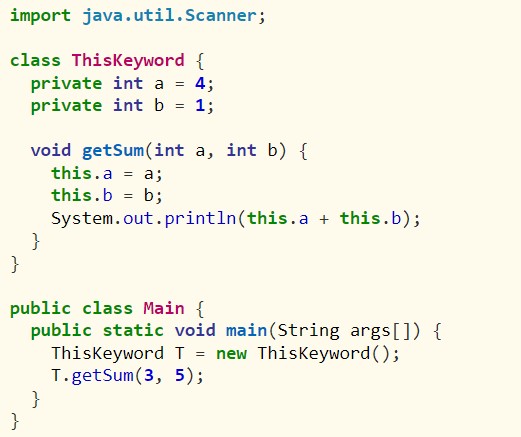 import java.util.Scanner;
class ThisKeyword {
private int a = 4;
private int b = 1;
void getSum(int a, int b) {
this.a = a;
this.b = b;
System.out.println(this.a + this.b);
}
}
public class Main {
public static void main(String args[]) {
ThisKeyword T = new ThisKeyword();
T.getSum(3, 5);
}
}